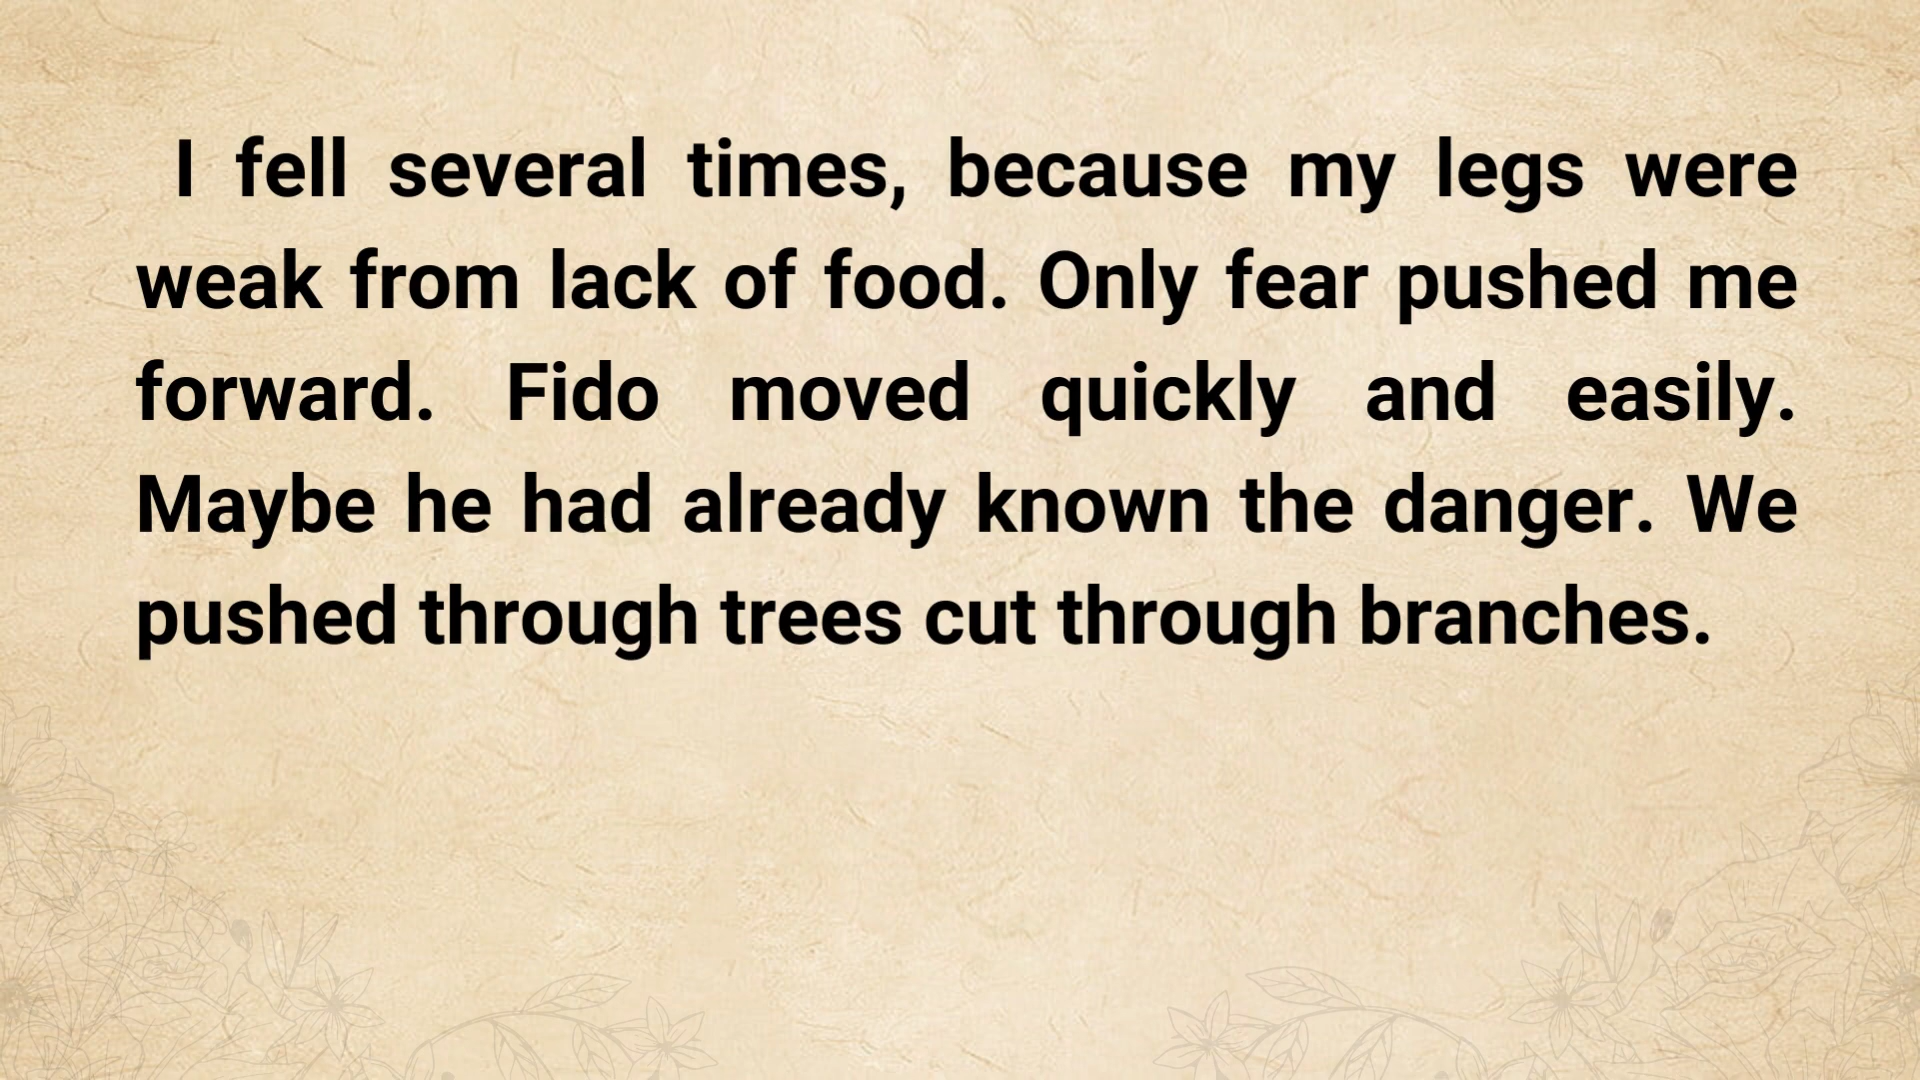 I fell several times, because my legs were
weak from lack of food. Only fear pushed me
forward. Fido moved quickly and easily.
Maybe he had already known the danger. We
pushed through trees cut through branches.